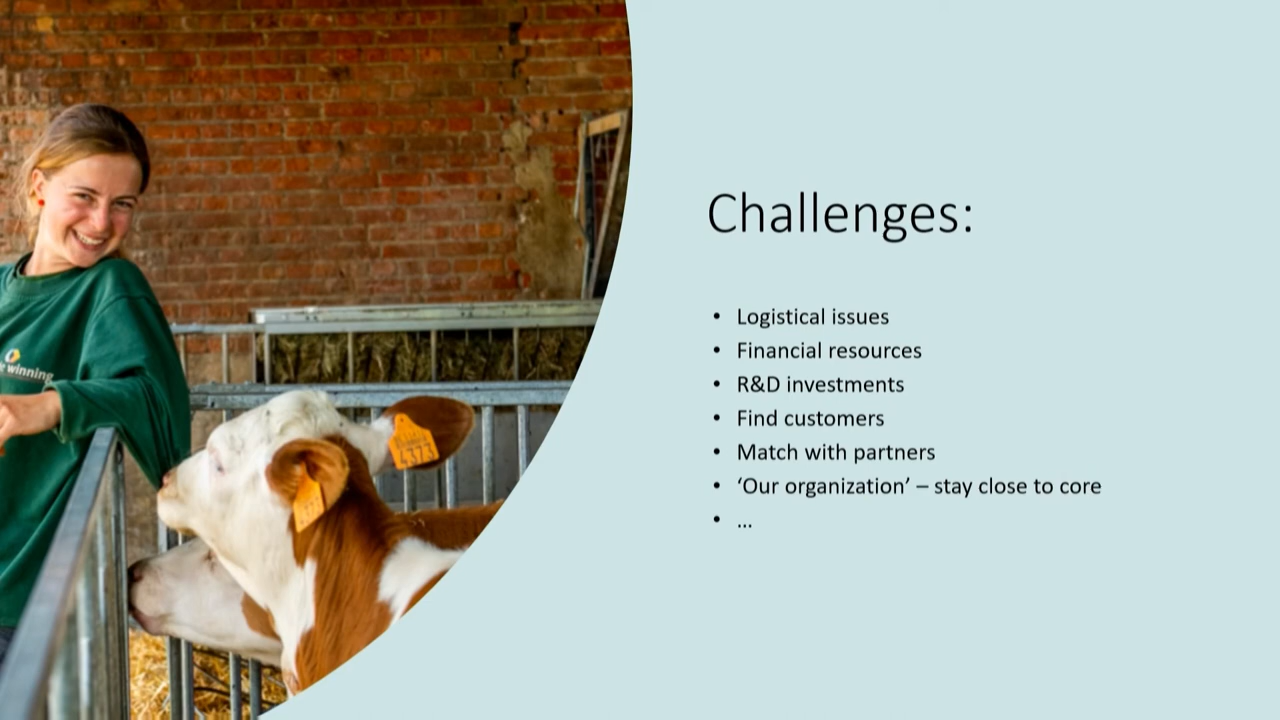 Challenges:
• Logistical issues
• Financial resources
• R&D investments
• Find customers
• Match with partners
• ‘Our organization’ – stay close to core
• ...
winning
4373